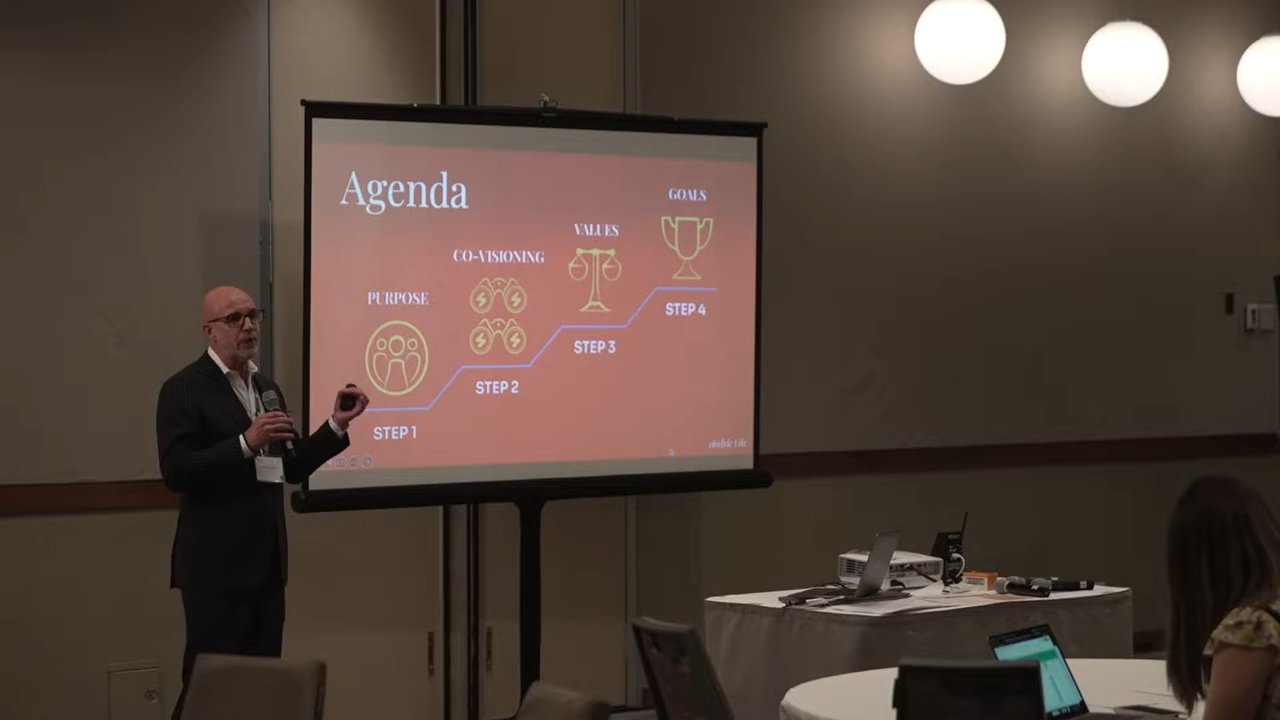 Agenda
GOALS
VALUES
CO-VISIONING
PURPOSE
STEP 4
STEP 3
STEP 2
STEP 1